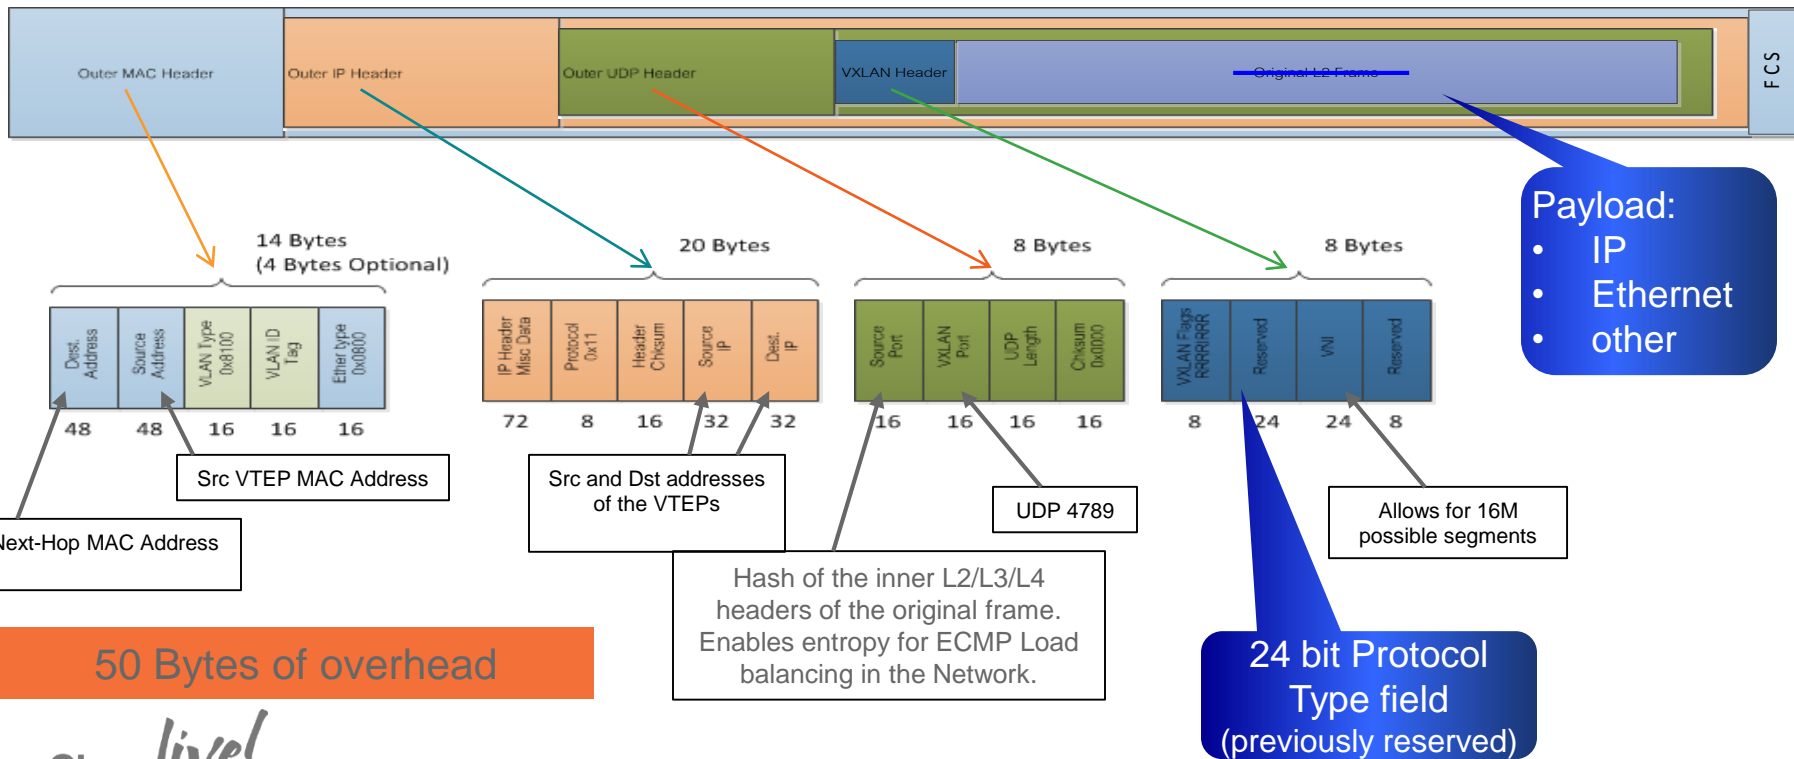 Outer MAC Header
Outer IP Header
Outer UDP Header
VXLAN Header
Original L2 Frame
FCS
Payload:
• IP
• Ethernet
• other
14 Bytes
(4 Bytes Optional)
20 Bytes
8 Bytes
8 Bytes
Dest.
Address
Source
Address
VLAN Type
0x8100
VLAN ID
Tag
Ether type
0x0800
IP Header
Misc Data
Protocol
0x11
Header
Chksum
Source
IP
Dest.
IP
Source
Port
VXLAN
Port
UDP
Length
Chksum
0x0000
VXLAN Flags
RRRRIRRR
Reserved
VNI
Reserved
48
48
16
16
16
72
8
16
32
32
16
16
16
16
8
24
24
8
Src VTEP MAC Address
Next-Hop MAC Address
Src and Dst addresses
of the VTEPs
UDP 4789
Allows for 16M
possible segments
Hash of the inner L2/L3/L4
headers of the original frame.
Enables entropy for ECMP Load
balancing in the Network.
50 Bytes of overhead
24 bit Protocol
Type field
(previously reserved)
live!